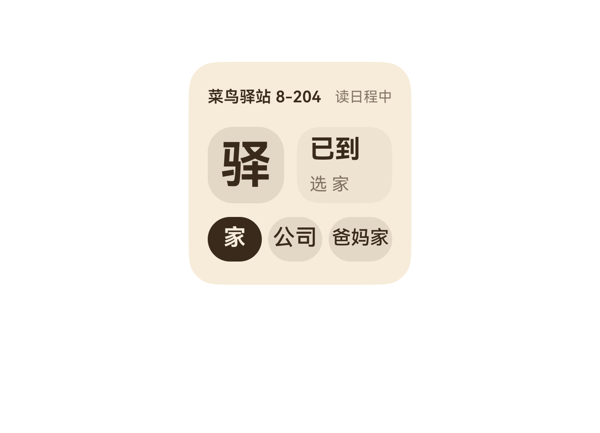 菜鸟驿站 8-204 读日程中
驿
已到
选 家
家 公司 爸妈家